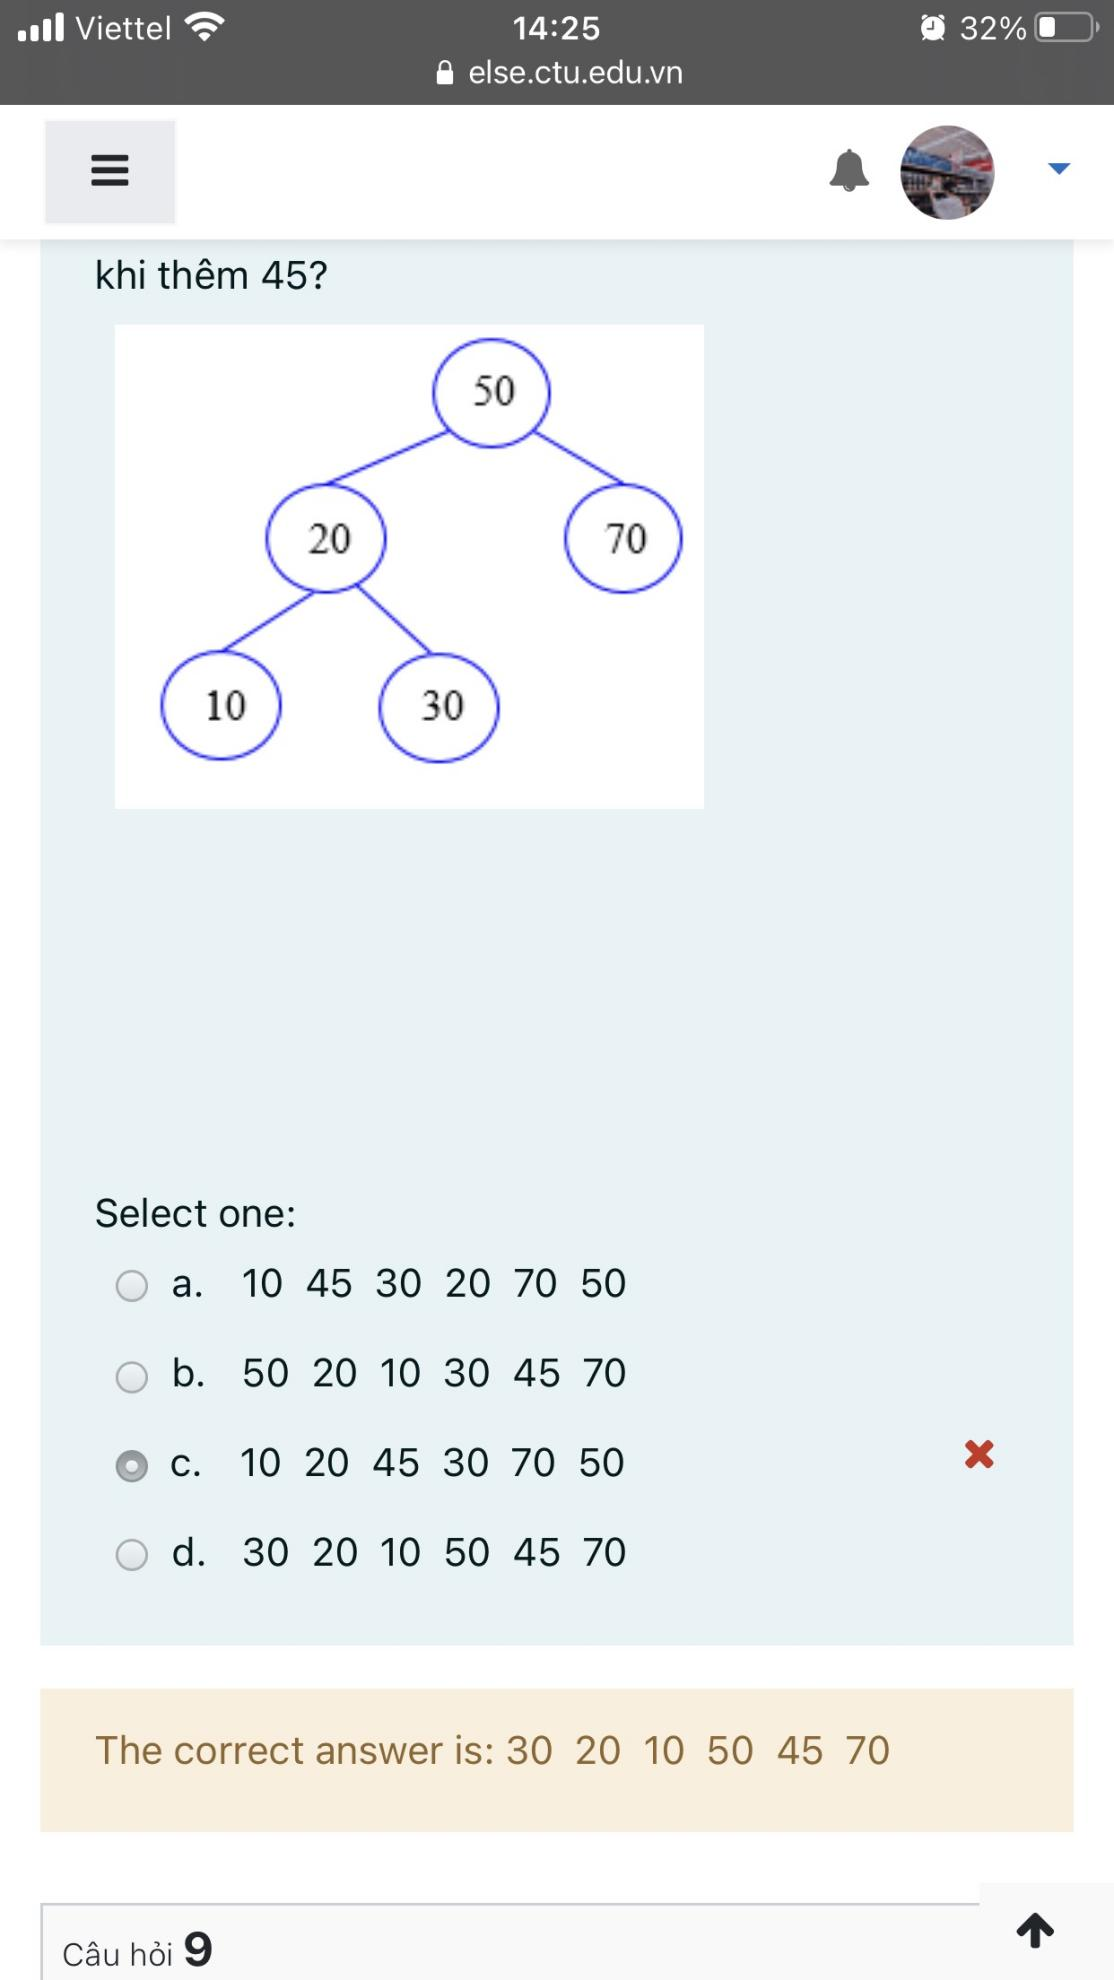 Viettel 14:25 32%
else.ctu.edu.vn
khi thêm 45?
50
20 70
10 30
Select one:
a. 10 45 30 20 70 50
b. 50 20 10 30 45 70
c. 10 20 45 30 70 50
d. 30 20 10 50 45 70
The correct answer is: 30 20 10 50 45 70
Câu hỏi 9